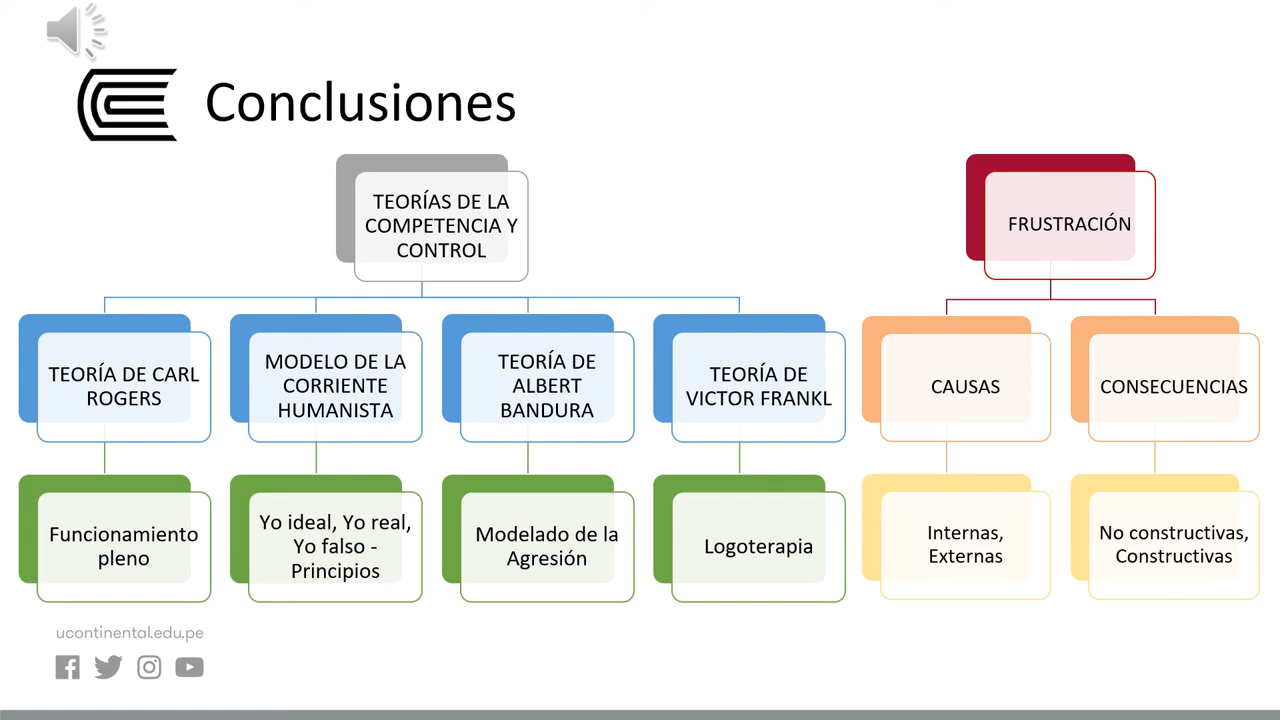 Conclusiones
TEORÍAS DE LA
COMPETENCIA Y
CONTROL
FRUSTRACIÓN
TEORÍA DE CARL
ROGERS
MODELO DE LA
CORRIENTE
HUMANISTA
TEORÍA DE
ALBERT
BANDURA
TEORÍA DE
VICTOR FRANKL
CAUSAS
CONSECUENCIAS
Funcionamiento
pleno
Yo ideal, Yo real,
Yo falso -
Principios
Modelado de la
Agresión
Logoterapia
Internas,
Externas
No constructivas,
Constructivas
ucontinental.edu.pe